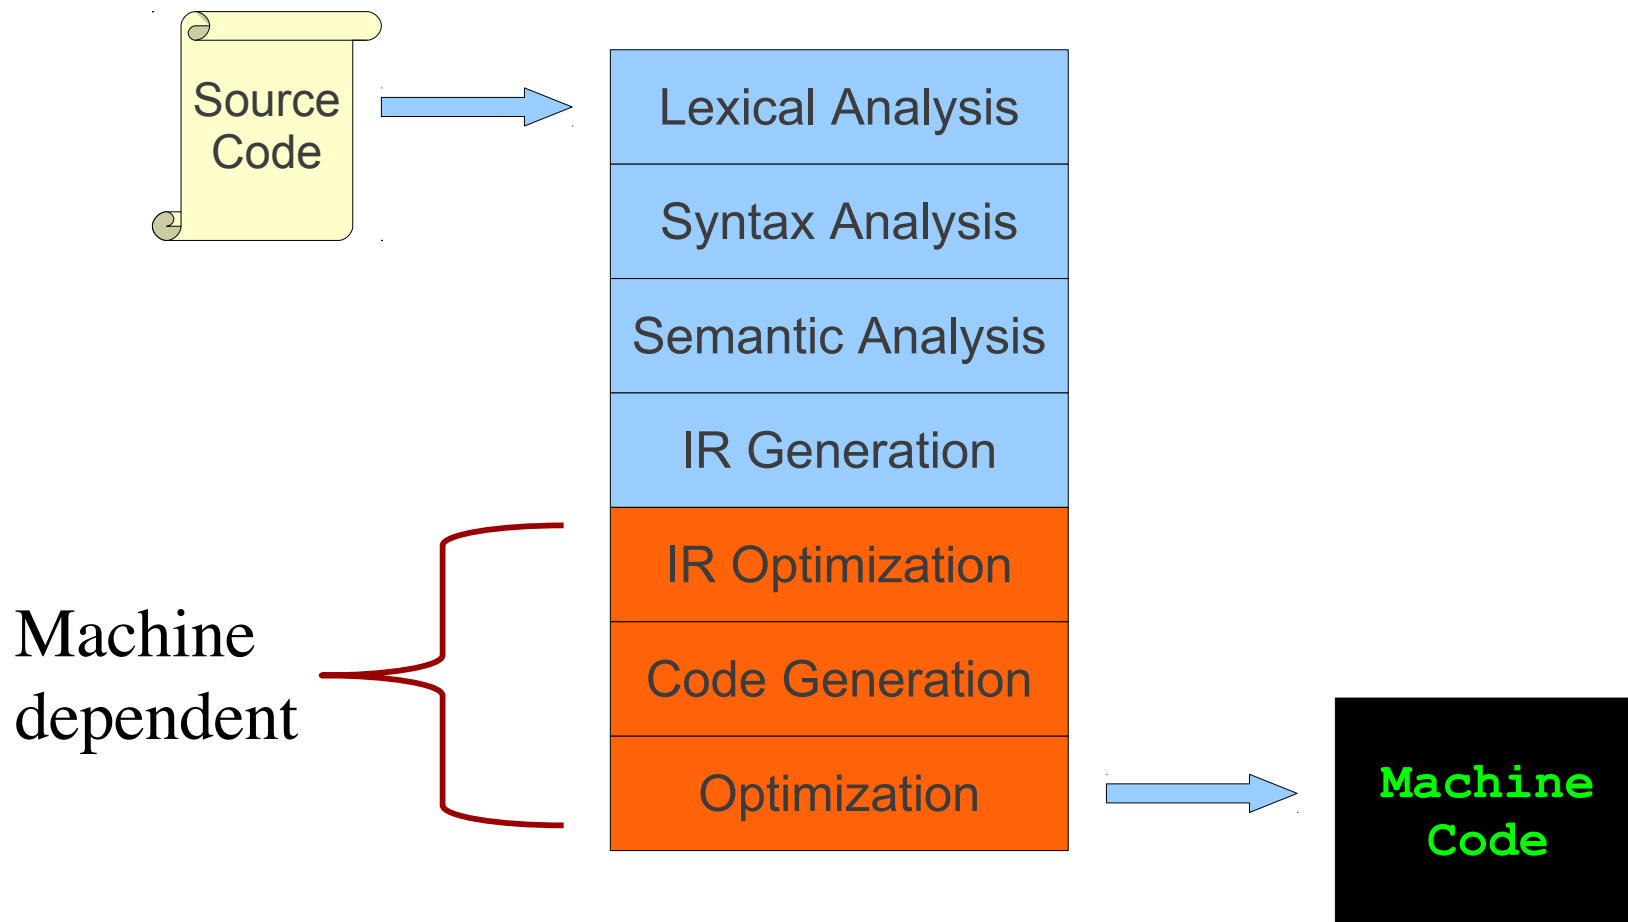 Source
Code
Lexical Analysis
Syntax Analysis
Semantic Analysis
IR Generation
IR Optimization
Code Generation
Optimization
Machine
dependent
Machine
Code